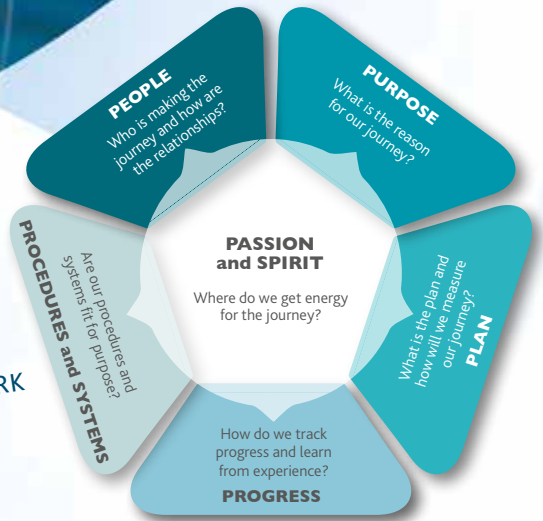 PEOPLE
Who is making the
journey and how are
the relationships?
PURPOSE
What is the reason
for our journey?
PROCEDURES and SYSTEMS
Are our procedures and
systems fit for purpose?
PASSION
and SPIRIT
Where do we get energy
for the journey?
What is the plan and
how will we measure
our journey?
PLAN
RK
How do we track
progress and learn
from experience?
PROGRESS